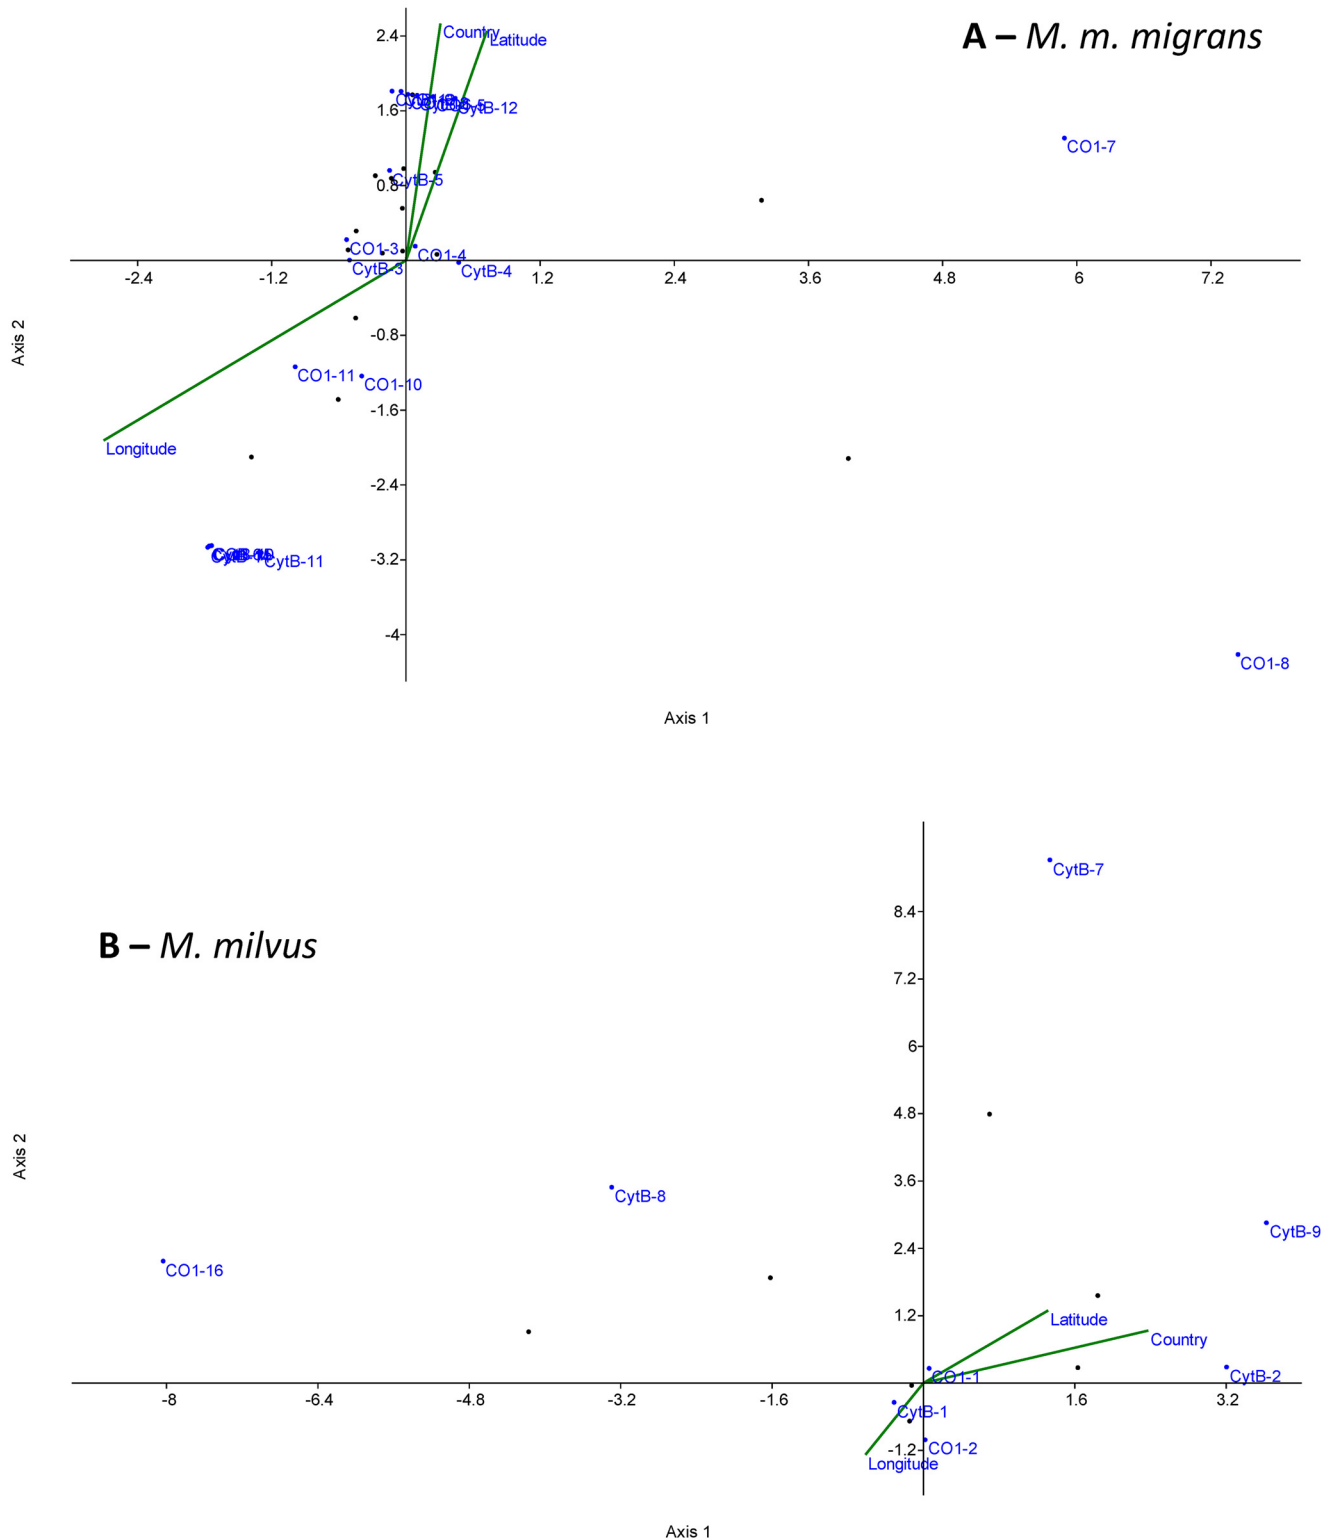 A – M. m. migrans
2.4
Country
Latitude
1.6
CytB-12
CO1-7
0.8
CytB-5
CO1-3
CO1-4
CytB-3
CytB-4
-2.4
-1.2
1.2
2.4
3.6
4.8
6
7.2
Axis 2
-0.8
CO1-11
CO1-10
-1.6
Longitude
-2.4
-3.2
CytB-11
-4
CO1-8
Axis 1
B – M. milvus
CytB-7
8.4
7.2
6
4.8
Axis 2
3.6
CytB-8
CytB-9
2.4
CO1-16
1.2
Latitude
Country
CO1-1
CytB-2
-8
-6.4
-4.8
-3.2
-1.6
1.6
3.2
CytB-1
CO1-2
-1.2
Longitude
Axis 1